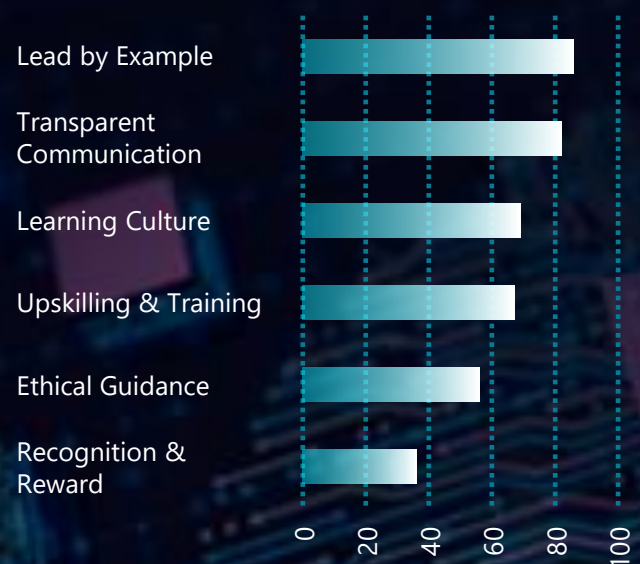 Lead by Example
Transparent
Communication
Learning Culture
Upskilling & Training
Ethical Guidance
Recognition &
Reward
0
20
40
60
80
100